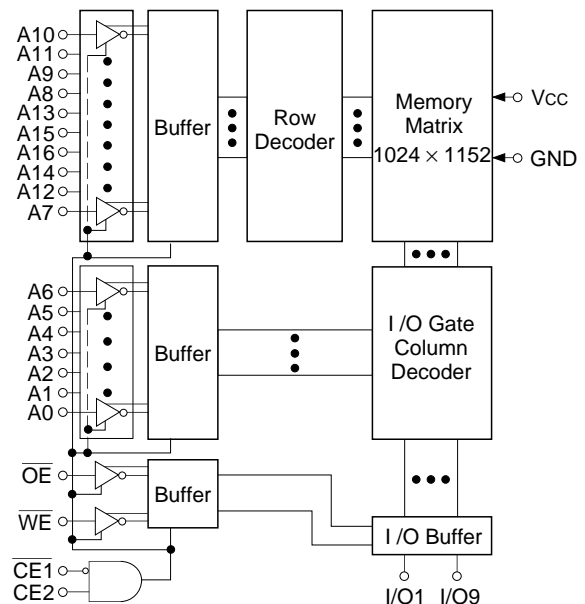 A10
A11
A9
A8
A13
A15
A16
A14
A12
A7
Buffer
Row
Decoder
Memory
Matrix
1024 × 1152
Vcc
GND
A6
A5
A4
A3
A2
A1
A0
Buffer
I /O Gate
Column
Decoder
OE
WE
Buffer
CE1
CE2
I /O Buffer
I/O1 I/O9